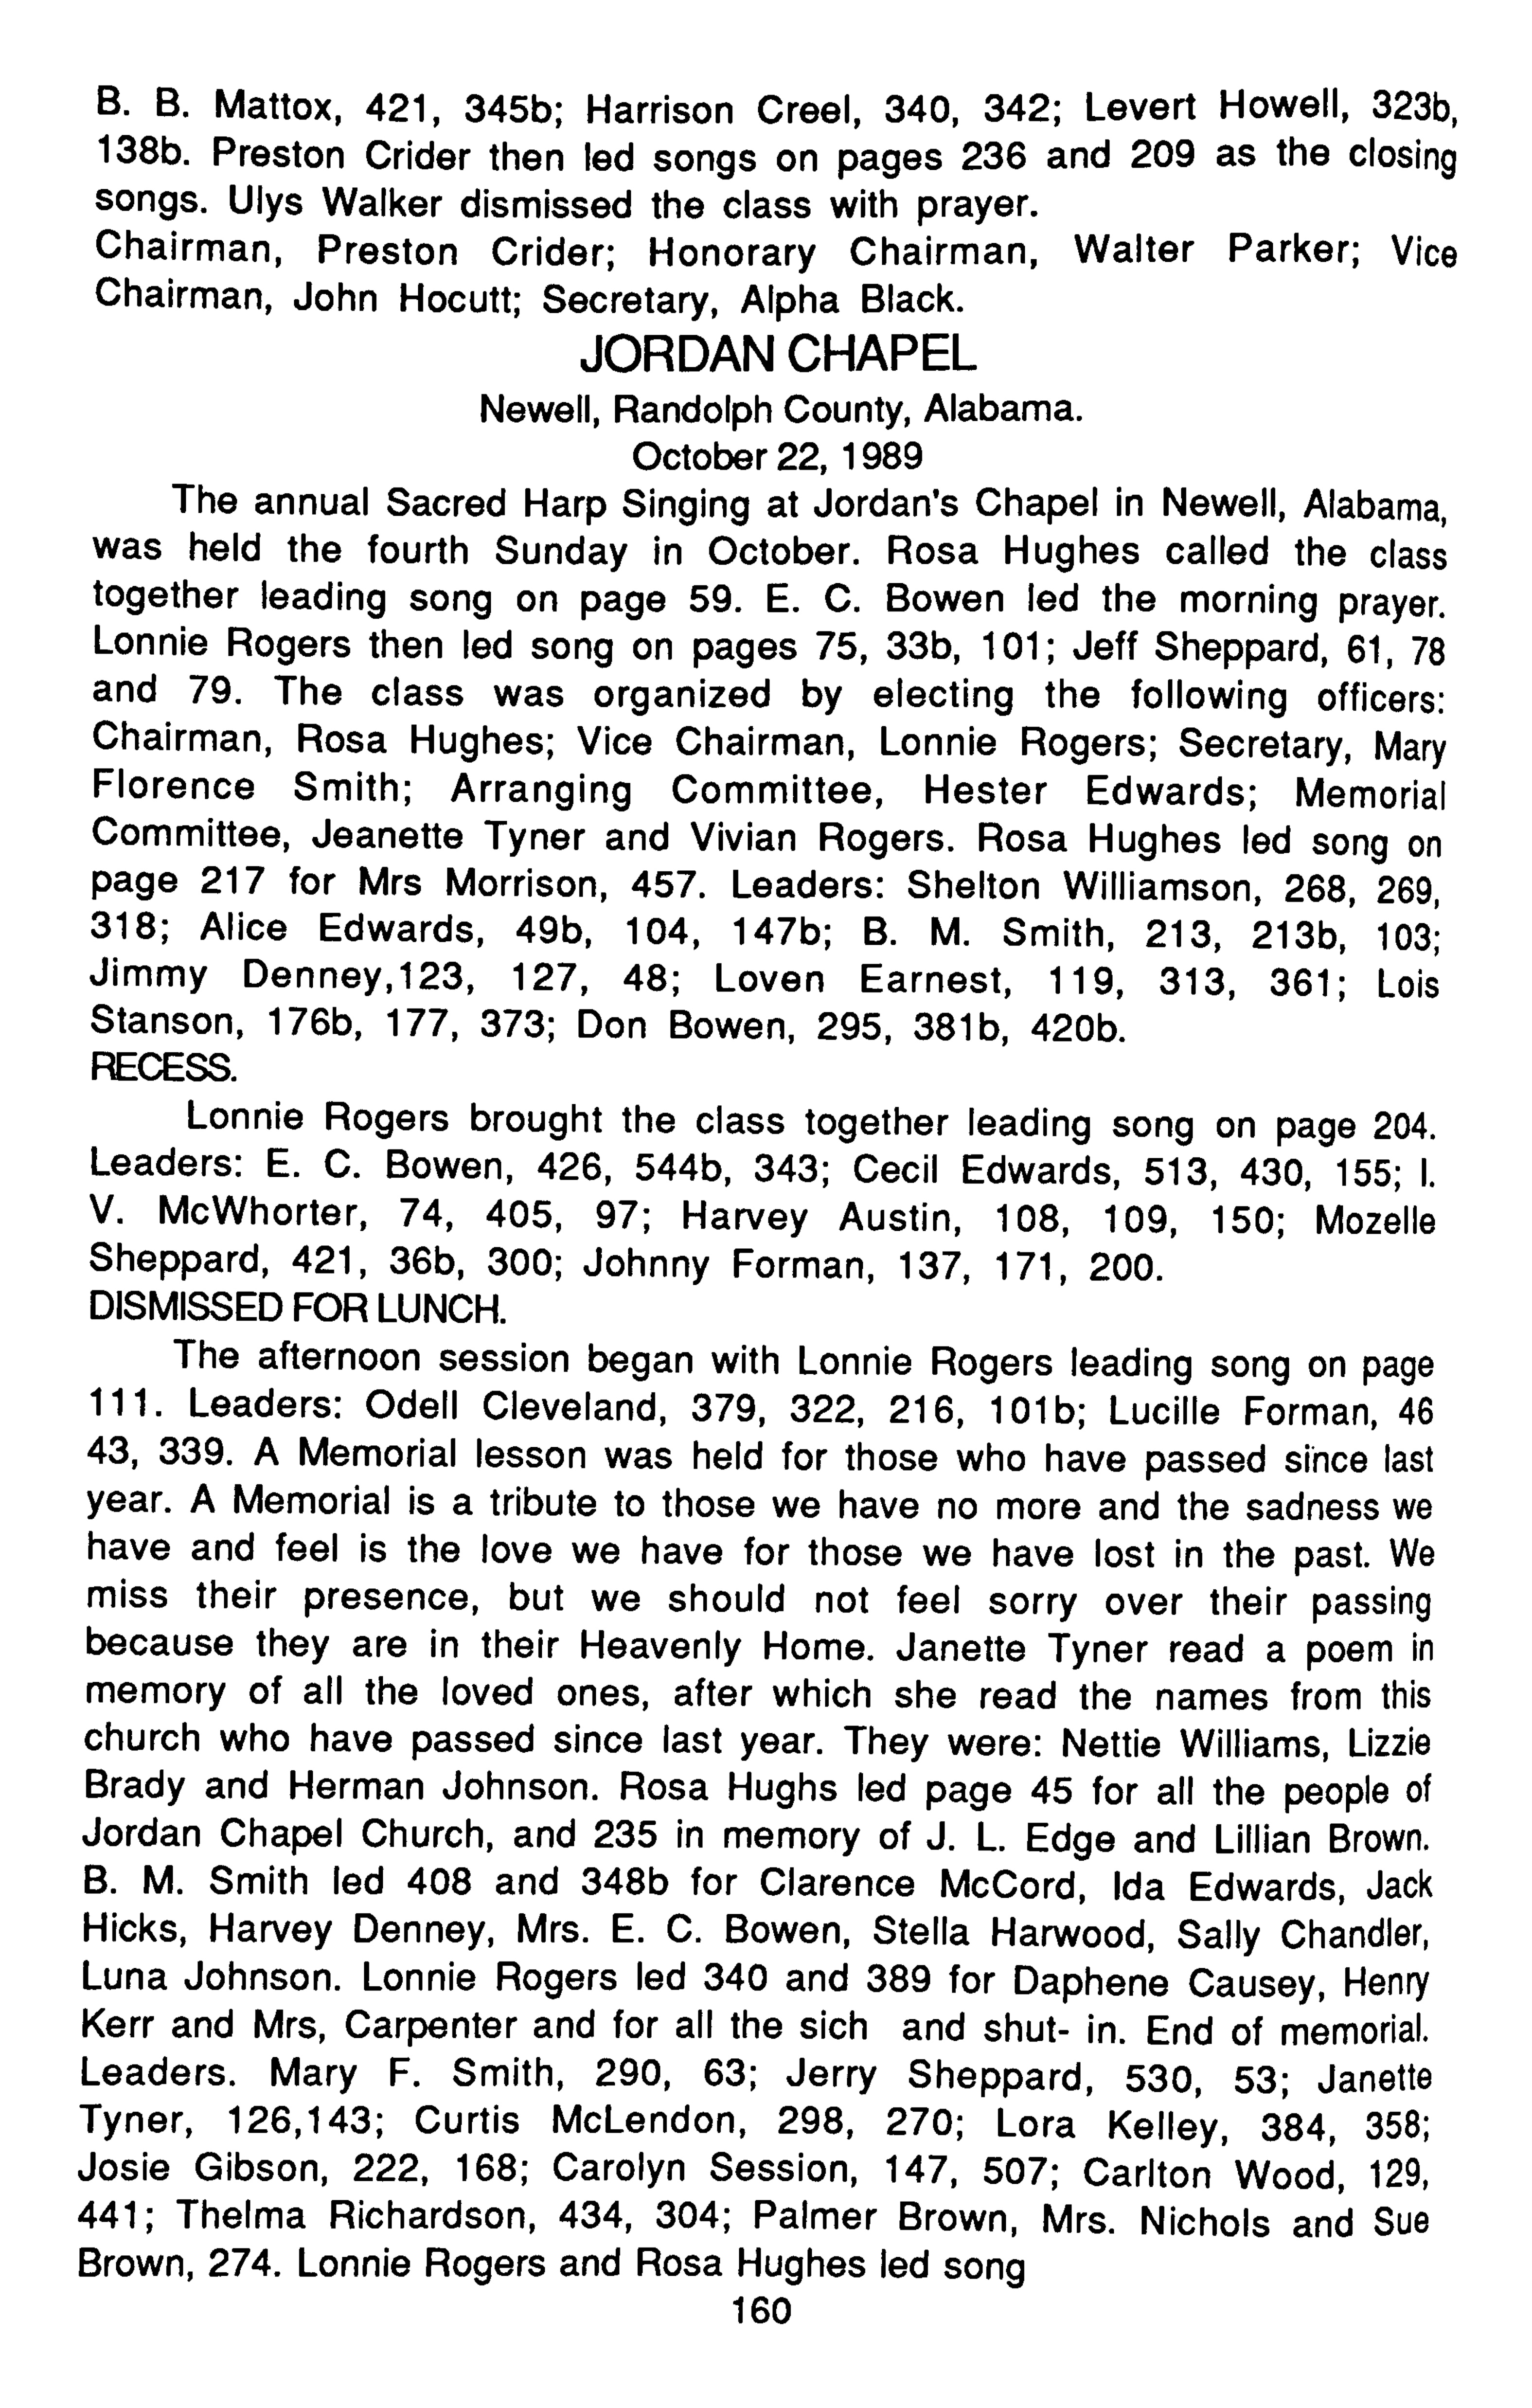 B. B. Mattox, 421, 345b; Harrison Creel, 340, 342; Levert Howell, 323b,
138b. Preston Crider then led songs on pages 236 and 209 as the closing
songs. Ulys Walker dismissed the class with prayer.
Chairman, Preston Crider; Honorary Chairman, Walter Parker; Vice
Chairman, John Hocutt; Secretary, Alpha Black.
JORDAN CHAPEL
Newell, Randolph County, Alabama.
October 22, 1989
The annual Sacred Harp Singing at Jordan's Chapel in Newell, Alabama,
was held the fourth Sunday in October. Rosa Hughes called the class
together leading song on page 59. E. C. Bowen led the morning prayer.
Lonnie Rogers then led song on pages 75, 33b, 101; Jeff Sheppard, 61, 78
and 79. The class was organized by electing the following officers:
Chairman, Rosa Hughes; Vice Chairman, Lonnie Rogers; Secretary, Mary
Florence Smith; Arranging Committee, Hester Edwards; Memorial
Committee, Jeanette Tyner and Vivian Rogers. Rosa Hughes led song on
page 217 for Mrs Morrison, 457. Leaders: Shelton Williamson, 268, 269,
318; Alice Edwards, 49b, 104, 147b; B. M. Smith, 213, 213b, 103;
Jimmy Denney,123, 127, 48; Loven Earnest, 119, 313, 361; Lois
Stanson, 176b, 177, 373; Don Bowen, 295, 381b, 420b.
RECESS.
Lonnie Rogers brought the class together leading song on page 204.
Leaders: E. C. Bowen, 426, 544b, 343; Cecil Edwards, 513, 430, 155; I.
V. McWhorter, 74, 405, 97; Harvey Austin, 108, 109, 150; Mozelle
Sheppard, 421, 36b, 300; Johnny Forman, 137, 171, 200.
DISMISSED FOR LUNCH.
The afternoon session began with Lonnie Rogers leading song on page
111. Leaders: Odell Cleveland, 379, 322, 216, 101b; Lucille Forman, 46
43, 339. A Memorial lesson was held for those who have passed since last
year. A Memorial is a tribute to those we have no more and the sadness we
have and feel is the love we have for those we have lost in the past. We
miss their presence, but we should not feel sorry over their passing
because they are in their Heavenly Home. Janette Tyner read a poem in
memory of all the loved ones, after which she read the names from this
church who have passed since last year. They were: Nettie Williams, Lizzie
Brady and Herman Johnson. Rosa Hughs led page 45 for all the people of
Jordan Chapel Church, and 235 in memory of J. L. Edge and Lillian Brown.
B. M. Smith led 408 and 348b for Clarence McCord, Ida Edwards, Jack
Hicks, Harvey Denney, Mrs. E. C. Bowen, Stella Harwood, Sally Chandler,
Luna Johnson. Lonnie Rogers led 340 and 389 for Daphene Causey, Henry
Kerr and Mrs, Carpenter and for all the sich and shut- in. End of memorial.
Leaders. Mary F. Smith, 290, 63; Jerry Sheppard, 530, 53; Janette
Tyner, 126,143; Curtis McLendon, 298, 270; Lora Kelley, 384, 358;
Josie Gibson, 222, 168; Carolyn Session, 147, 507; Carlton Wood, 129,
441; Thelma Richardson, 434, 304; Palmer Brown, Mrs. Nichols and Sue
Brown, 274. Lonnie Rogers and Rosa Hughes led song
160